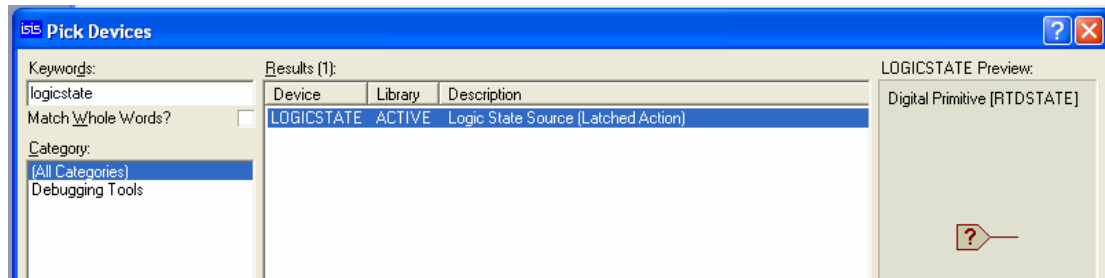 isis Pick Devices
Keywords:
logicstate
Match Whole Words?
Category:
(All Categories)
Debugging Tools
Results (1):
Device Library Description
LOGICSTATE ACTIVE Logic State Source (Latched Action)
LOGICSTATE Preview:
Digital Primitive [RTDSTATE]
?